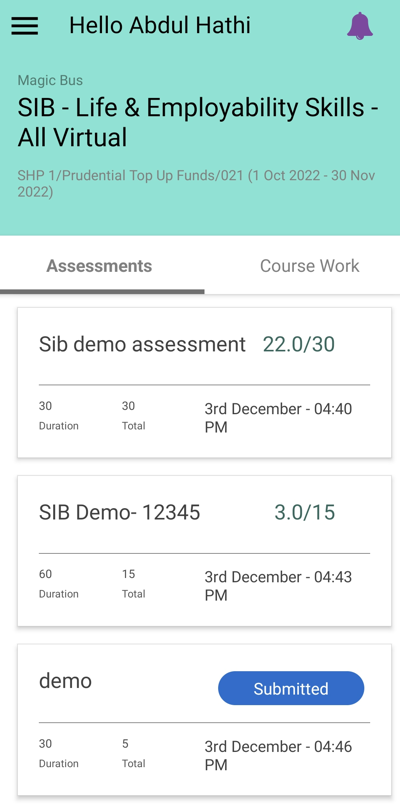 Hello Abdul Hathi
Magic Bus
SIB - Life & Employability Skills -
All Virtual
SHP 1/Prudential Top Up Funds/021 (1 Oct 2022 - 30 Nov
2022)
Assessments Course Work
Sib demo assessment 22.0/30
30 30 3rd December - 04:40
Duration Total PM
SIB Demo- 12345 3.0/15
60 15 3rd December - 04:43
Duration Total PM
demo Submitted
30 5 3rd December - 04:46
Duration Total PM